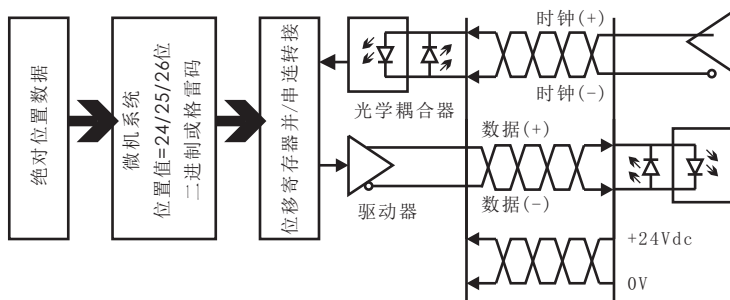 绝对位置数据
微机系统
位置值=24/25/26位
二进制或格雷码
位移寄存器并/串连转接
光学耦合器
驱动器
时钟(+)
时钟(-)
数据(+)
数据(-)
+24Vdc
0V